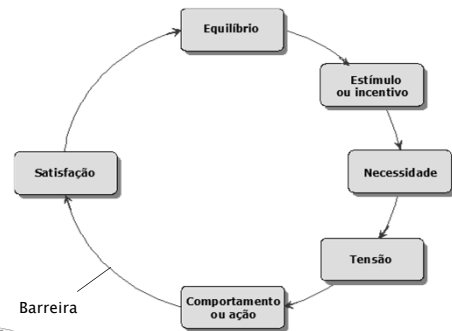 Equilíbrio
Estímulo
ou incentivo
Necessidade
Tensão
Comportamento
ou ação
Satisfação
Barreira